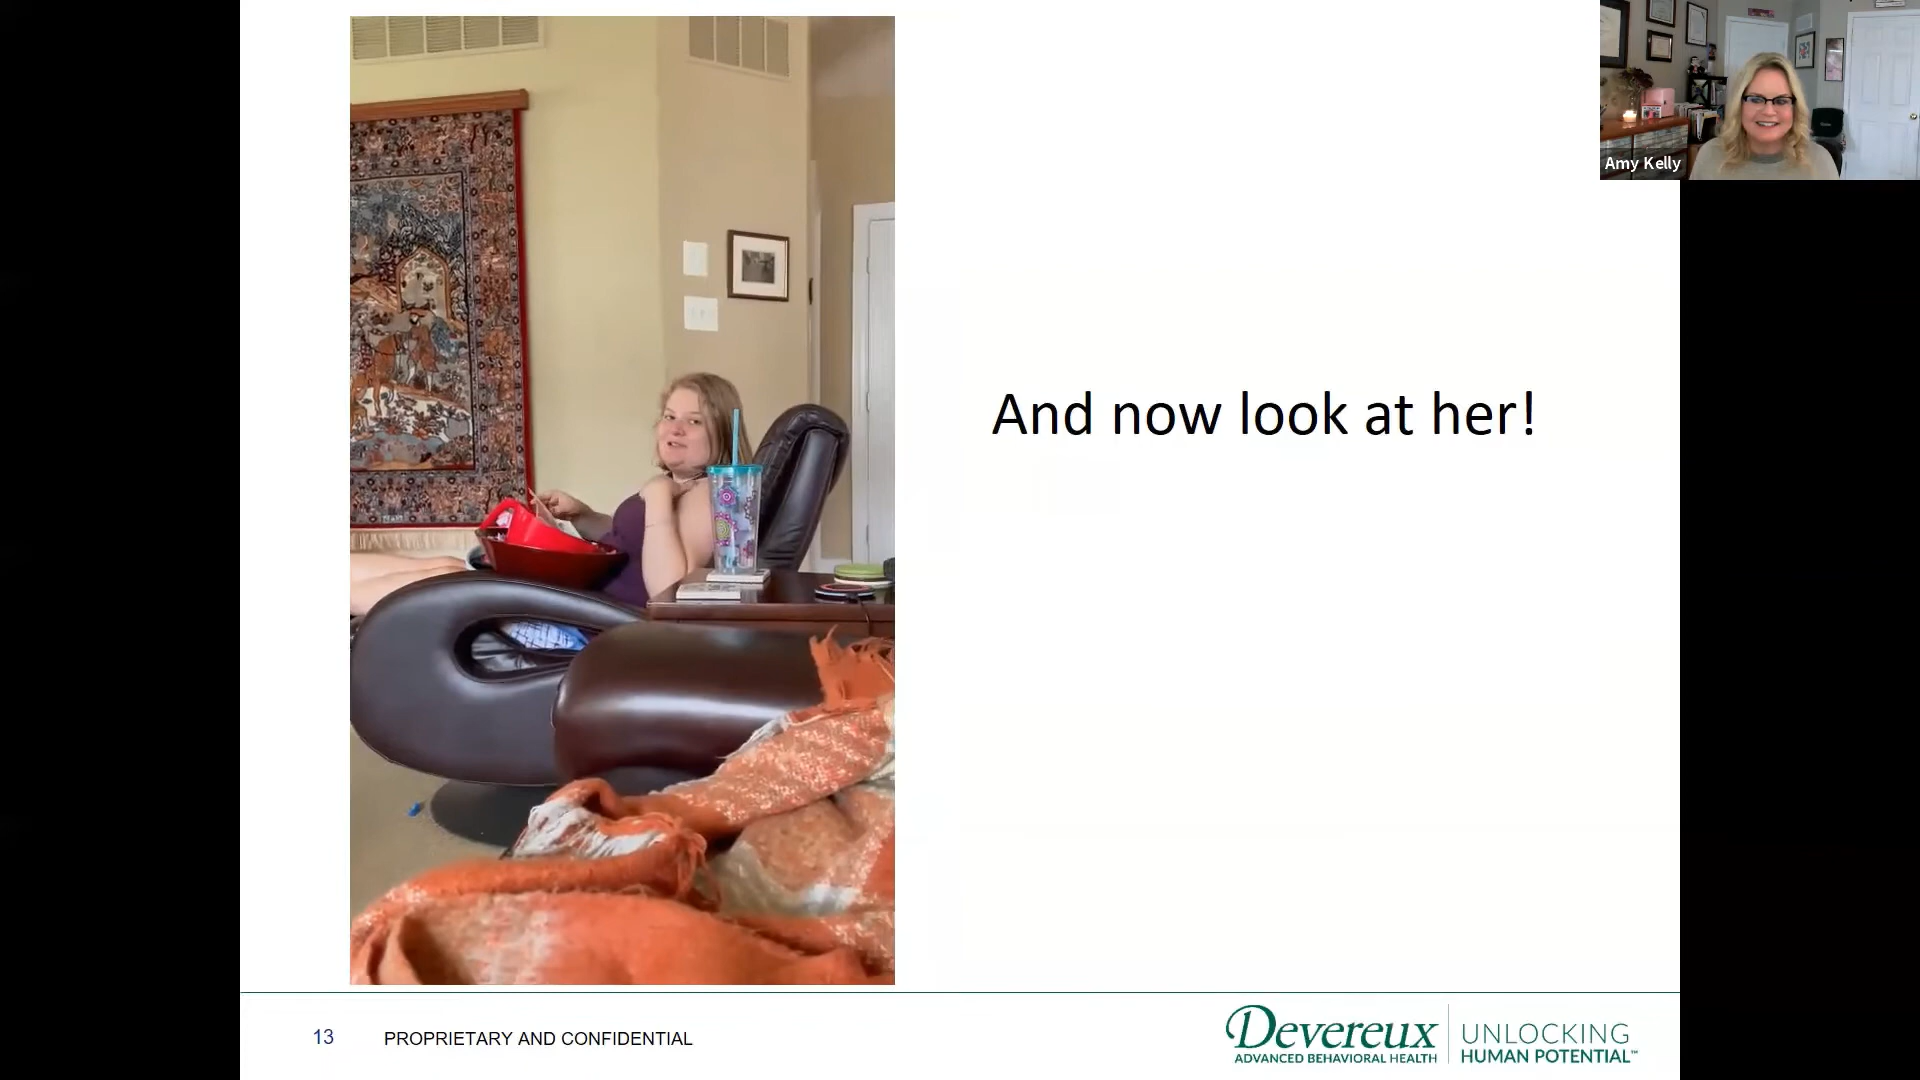 Amy Kelly
And now look at her!
13 PROPRIETARY AND CONFIDENTIAL
Devereux
ADVANCED BEHAVIORAL HEALTH
UNLOCKING
HUMAN POTENTIAL™